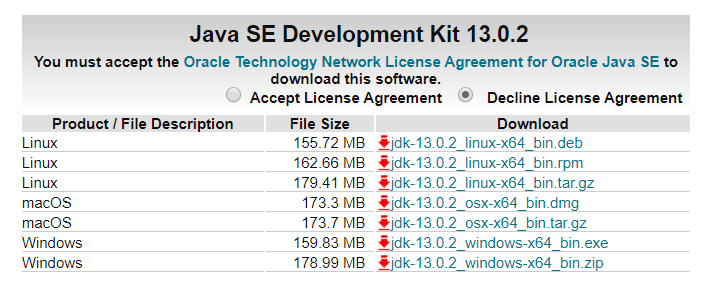 Java SE Development Kit 13.0.2
You must accept the Oracle Technology Network License Agreement for Oracle Java SE to
download this software.
Accept License Agreement Decline License Agreement
Product / File Description File Size Download
Linux 155.72 MB jdk-13.0.2_linux-x64_bin.deb
Linux 162.66 MB jdk-13.0.2_linux-x64_bin.rpm
Linux 179.41 MB jdk-13.0.2_linux-x64_bin.tar.gz
macOS 173.3 MB jdk-13.0.2_osx-x64_bin.dmg
macOS 173.7 MB jdk-13.0.2_osx-x64_bin.tar.gz
Windows 159.83 MB jdk-13.0.2_windows-x64_bin.exe
Windows 178.99 MB jdk-13.0.2_windows-x64_bin.zip